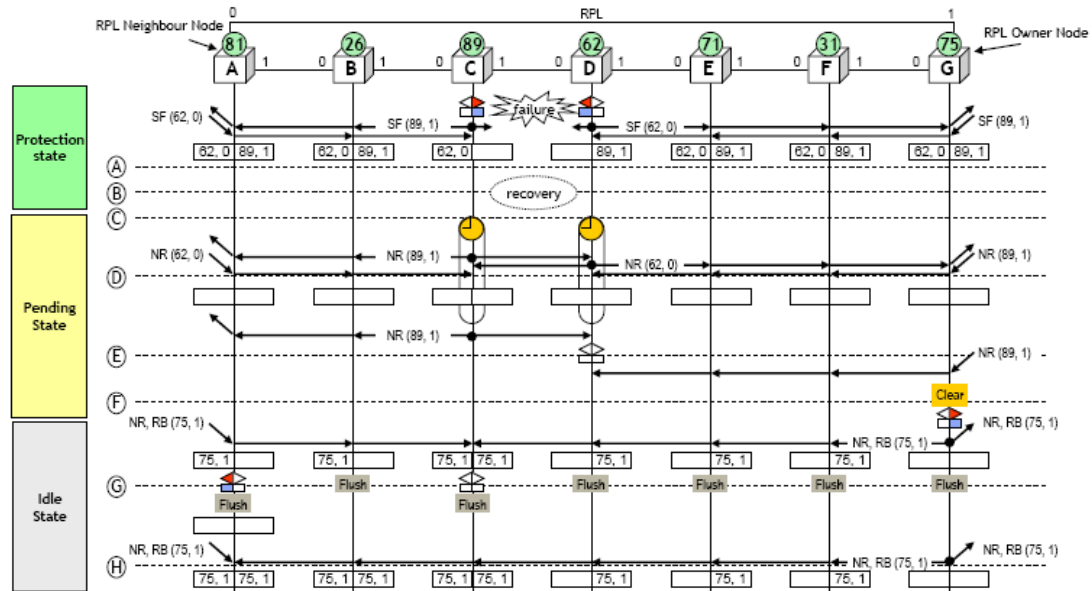 0 RPL 1
RPL Neighbour Node
RPL Owner Node
81 26 89 62 71 31 75
A 1 0 B 1 0 C 1 0 D 1 0 E 1 0 F 1 0 G
Protection
state
failure
SF (62, 0) SF (89, 1) SF (62, 0) SF (89, 1)
62, 0 89, 1 62, 0 89, 1 62, 0 89, 1 62, 0 89, 1 62, 0 89, 1 62, 0 89, 1
A
B recovery
C
Pending
State
NR (62, 0) NR (89, 1) NR (62, 0) NR (89, 1)
D
NR (89, 1)
E NR (89, 1)
F Clear
Idle
State
NR, RB (75, 1) NR, RB (75, 1) NR, RB (75, 1)
75, 1 75, 1 75, 1 75, 1 75, 1 75, 1 75, 1
G Flush Flush Flush Flush Flush
Flush Flush
NR, RB (75, 1) NR, RB (75, 1) NR, RB (75, 1)
H
75, 1 75, 1 75, 1 75, 1 75, 1 75, 1 75, 1 75, 1 75, 1